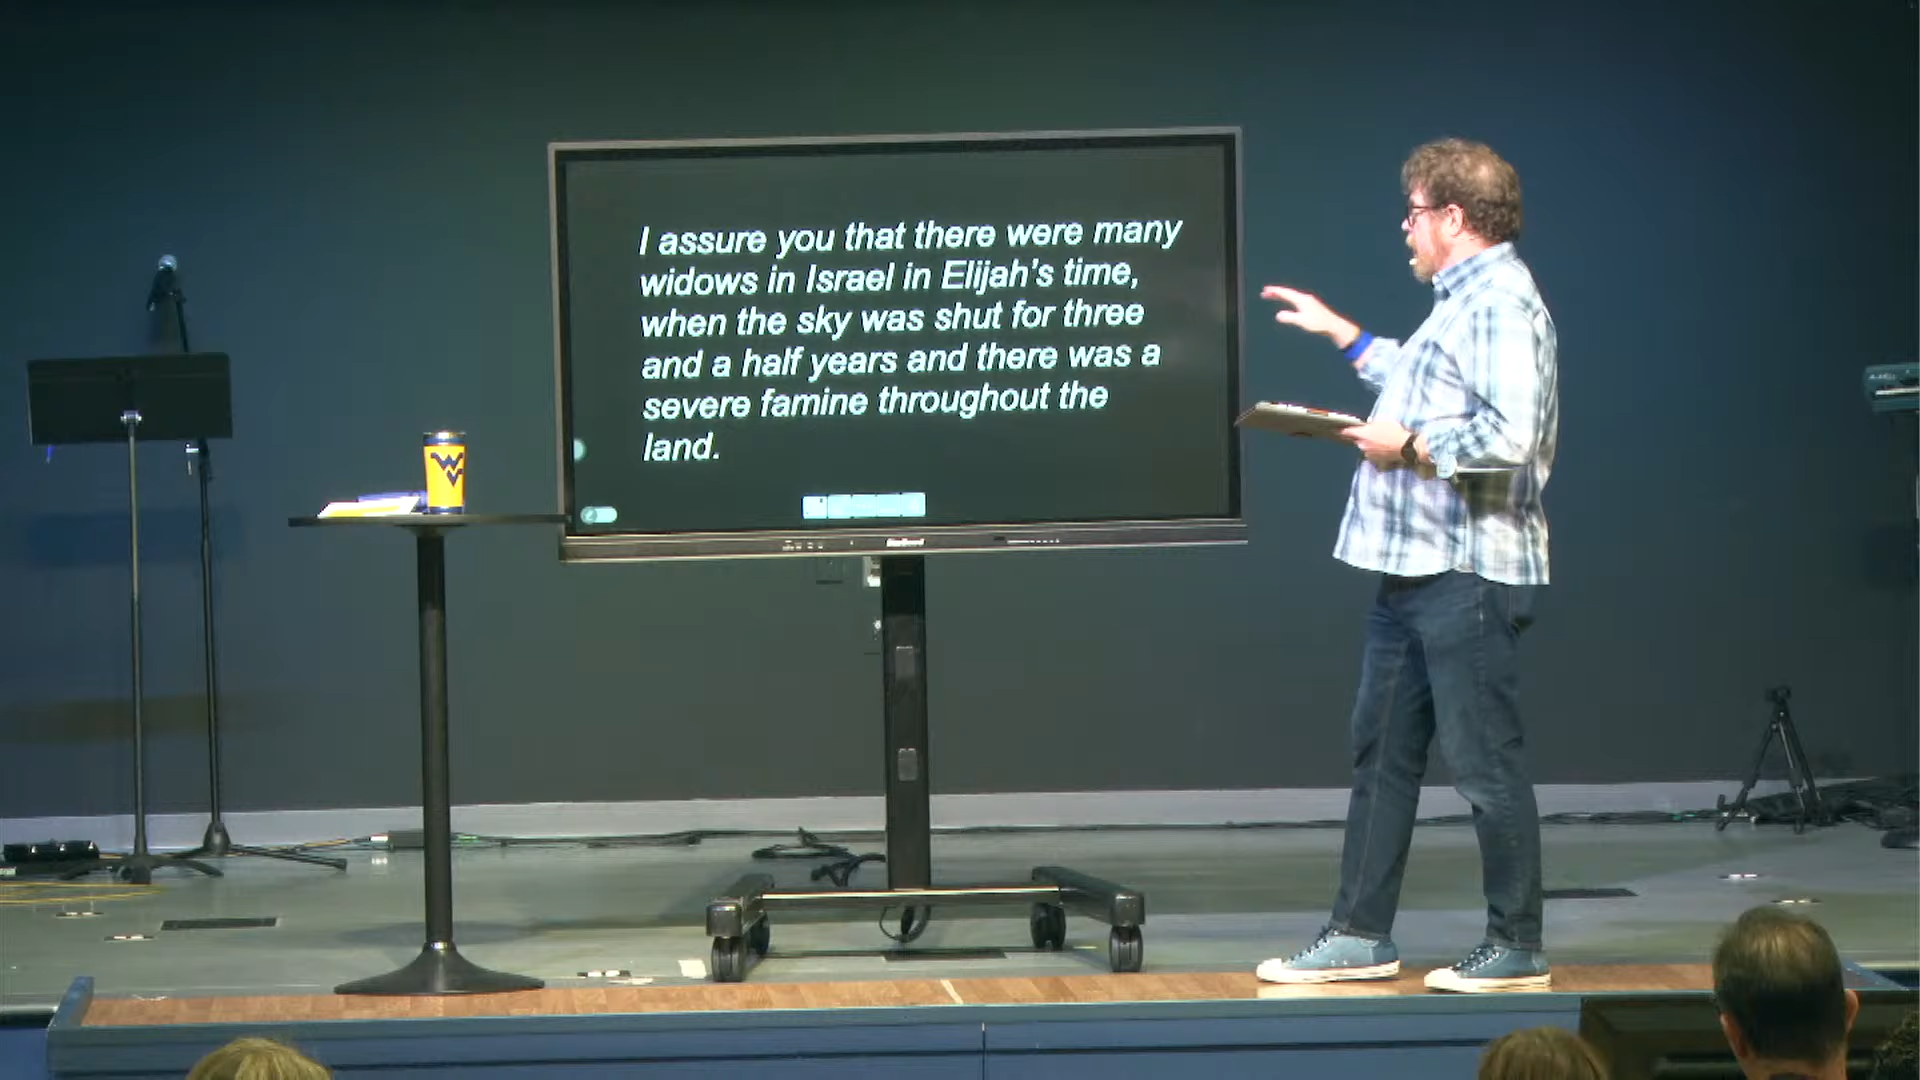 I assure you that there were many
widows in Israel in Elijah's time,
when the sky was shut for three
and a half years and there was a
severe famine throughout the
land.
WV